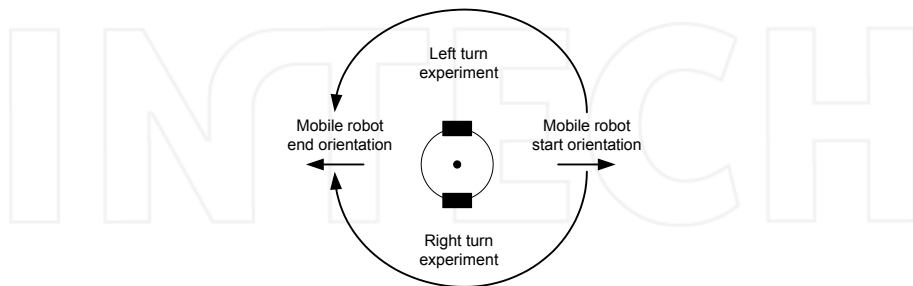 INTECH
Left turn
experiment
Mobile robot
end orientation
Mobile robot
start orientation
Right turn
experiment